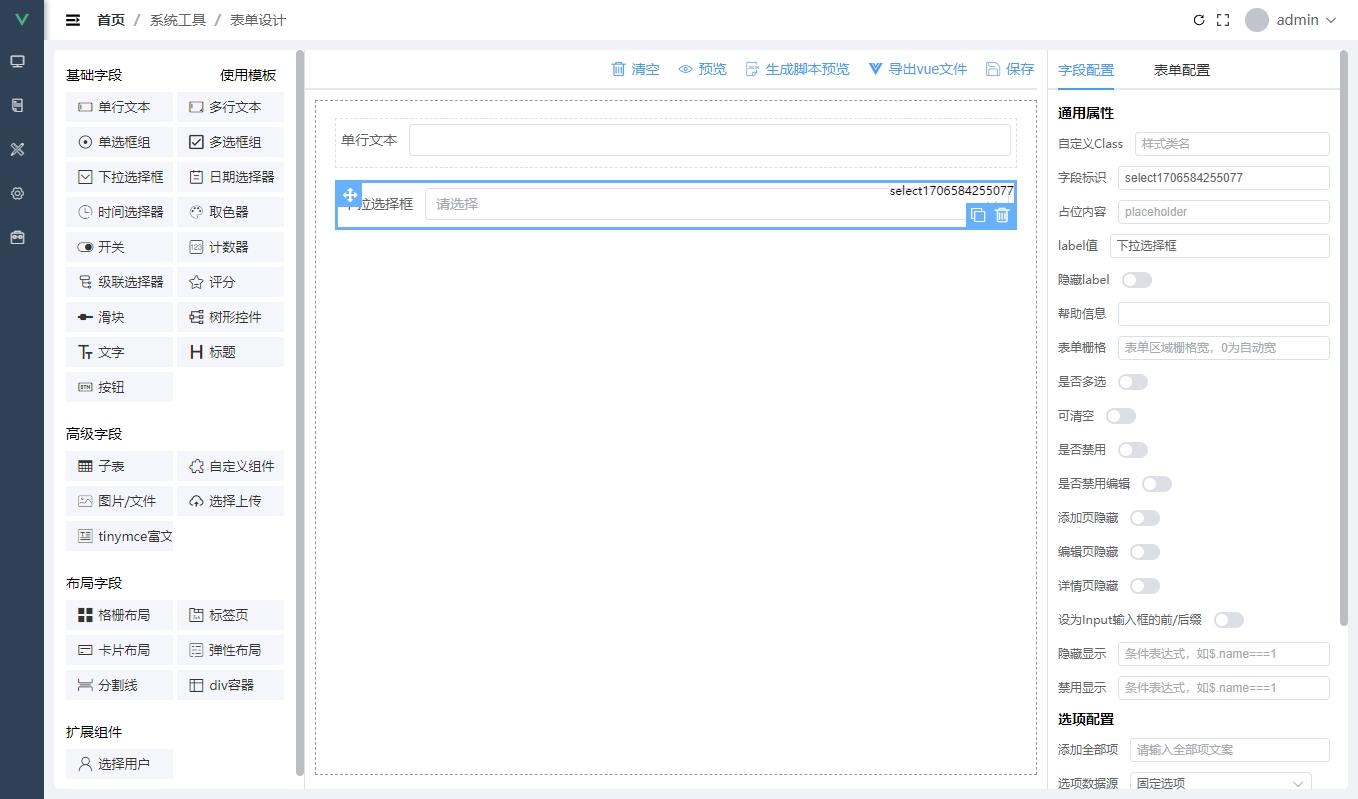 首页 / 系统工具 / 表单设计
admin
基础字段 使用模板
单行文本 多行文本
单选框组 多选框组
下拉选择框 日期选择器
时间选择器 取色器
开关 计数器
级联选择器 评分
滑块 树形控件
文字 标题
按钮
高级字段
子表 自定义组件
图片/文件 选择上传
tinymce富文
布局字段
格栅布局 标签页
卡片布局 弹性布局
分割线 div容器
扩展组件
选择用户
清空 预览 生成脚本预览 导出vue文件 保存
单行文本
select1706584255077
下拉选择框 请选择
字段配置 表单配置
通用属性
自定义Class 样式类名
字段标识 select1706584255077
占位内容 placeholder
label值 下拉选择框
隐藏label
帮助信息
表单栅格 表单区域栅格宽，0为自动宽
是否多选
可清空
是否禁用
是否禁用编辑
添加页隐藏
编辑页隐藏
详情页隐藏
设为Input输入框的前/后缀
隐藏显示 条件表达式，如$.name===1
禁用显示 条件表达式，如$.name===1
选项配置
添加全部项 请输入全部项文案
选项数据源 固定选项